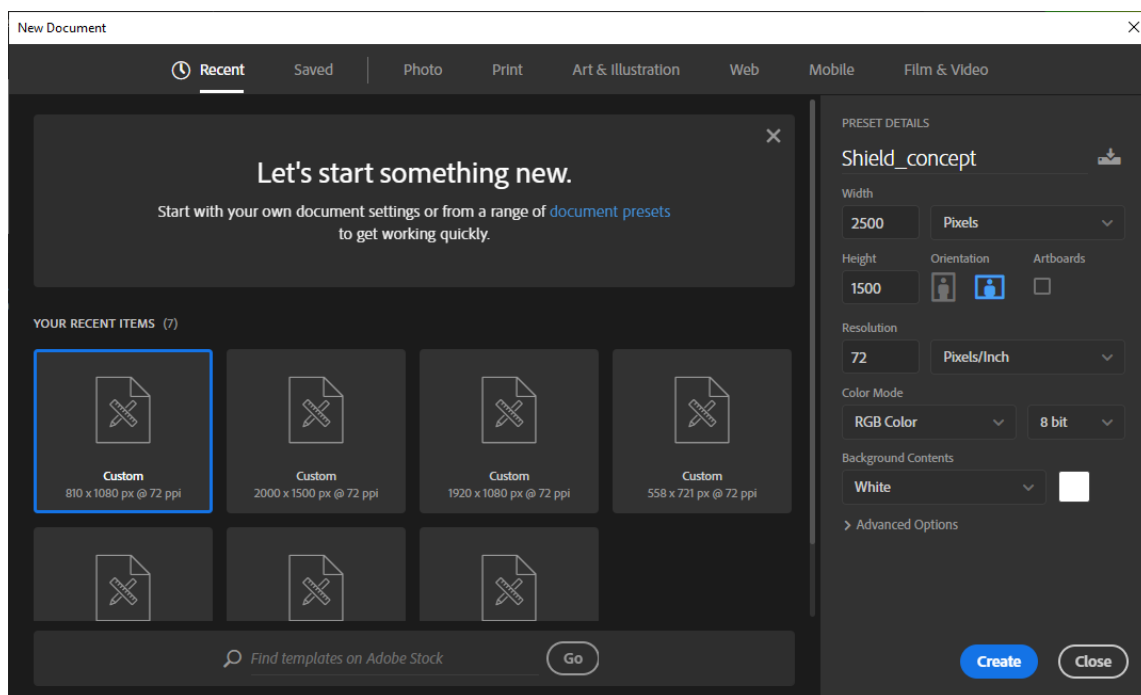 New Document
Recent Saved Photo Print Art & Illustration Web Mobile Film & Video
Let's start something new.
Start with your own document settings or from a range of document presets
to get working quickly.
YOUR RECENT ITEMS (7)
Custom
810 x 1080 px @ 72 ppi
Custom
2000 x 1500 px @ 72 ppi
Custom
1920 x 1080 px @ 72 ppi
Custom
558 x 721 px @ 72 ppi
Find templates on Adobe Stock Go
PRESET DETAILS
Shield_concept
Width
2500 Pixels
Height Orientation Artboards
1500
Resolution
72 Pixels/Inch
Color Mode
RGB Color 8 bit
Background Contents
White
Advanced Options
Create Close